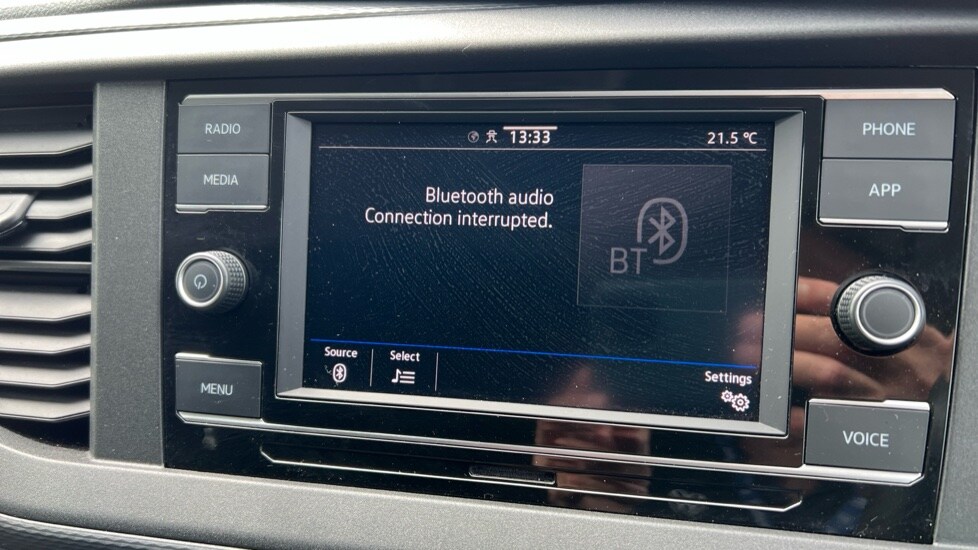 RADIO
MEDIA
MENU
13:33
21.5 °C
Bluetooth audio
Connection interrupted.
BT
Source
Select
Settings
PHONE
APP
VOICE